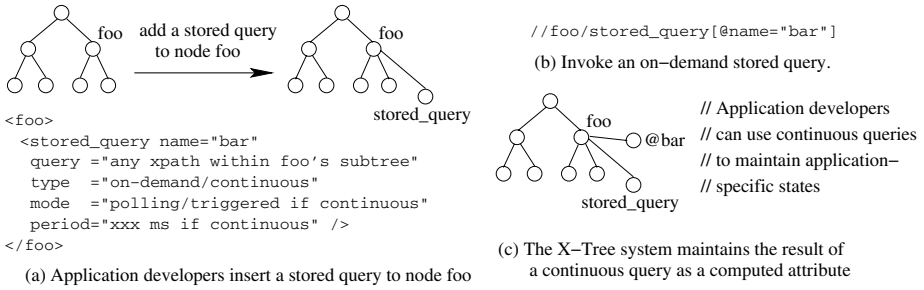 foo
add a stored query
to node foo
foo
stored_query
<foo>
<stored_query name="bar"
query ="any xpath within foo's subtree"
type ="on-demand/continuous"
mode ="polling/triggered if continuous"
period="xxx ms if continuous" />
</foo>
(a) Application developers insert a stored query to node foo
//foo/stored_query[@name="bar"]
(b) Invoke an on−demand stored query.
foo
@bar
stored_query
// Application developers
// can use continuous queries
// to maintain application−
// specific states
(c) The X−Tree system maintains the result of
a continuous query as a computed attribute